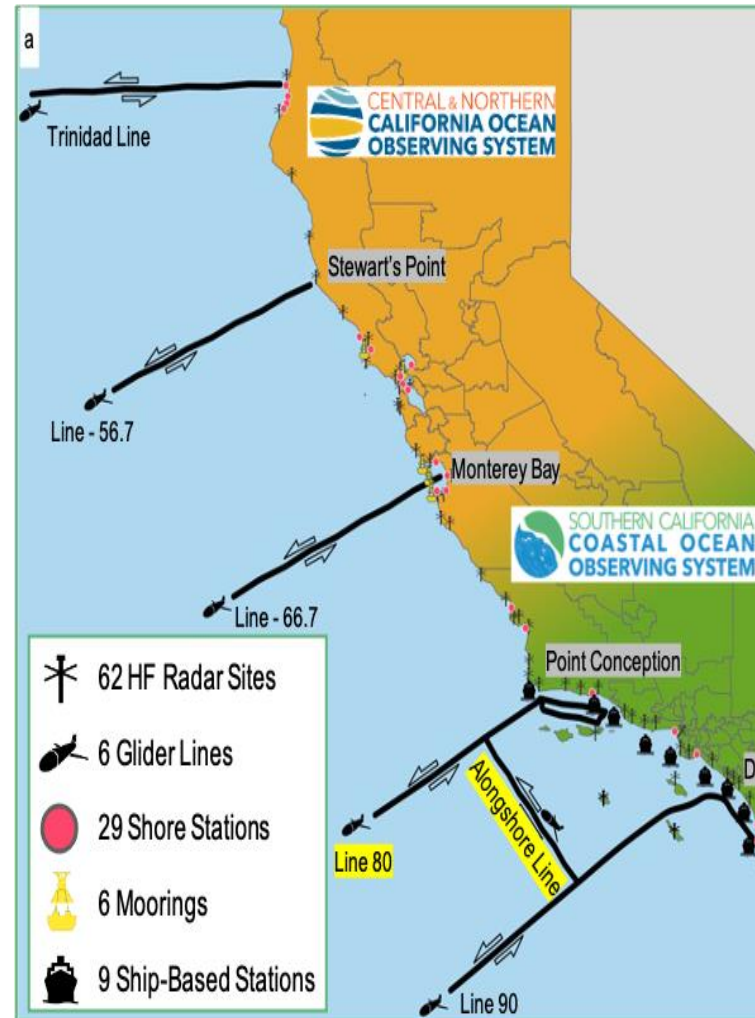 a
CENTRAL & NORTHERN
CALIFORNIA OCEAN
OBSERVING SYSTEM
Trinidad Line
Stewart's Point
Line - 56.7
Monterey Bay
SOUTHERN CALIFORNIA
COASTAL OCEAN
OBSERVING SYSTEM
Line - 66.7
Point Conception
62 HF Radar Sites
6 Glider Lines
29 Shore Stations
6 Moorings
9 Ship-Based Stations
D
Alongshore Line
Line 80
Line 90